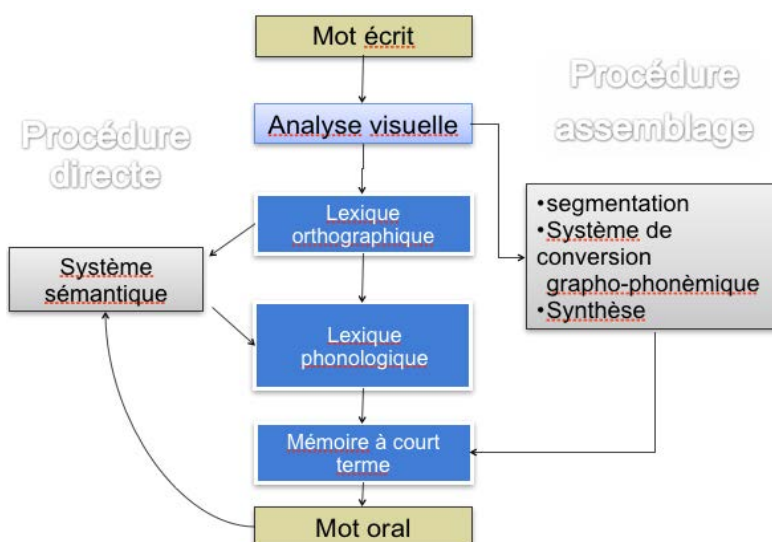 Mot écrit
Procédure
assemblage
Analyse visuelle
Procédure
directe
Lexique
orthographique
•segmentation
•Système de
conversion
grapho-phonèmique
•Synthèse
Système
sémantique
Lexique
phonologique
Mémoire à court
terme
Mot oral